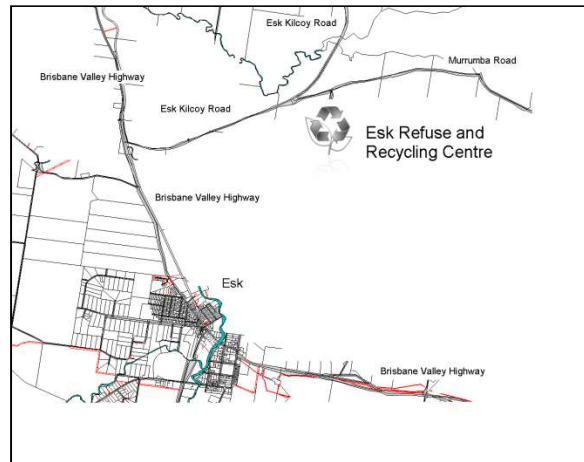 Esk Kilcoy Road
Murrumba Road
Brisbane Valley Highway
Esk Kilcoy Road
Esk Refuse and
Recycling Centre
Brisbane Valley Highway
Esk
Brisbane Valley Highway